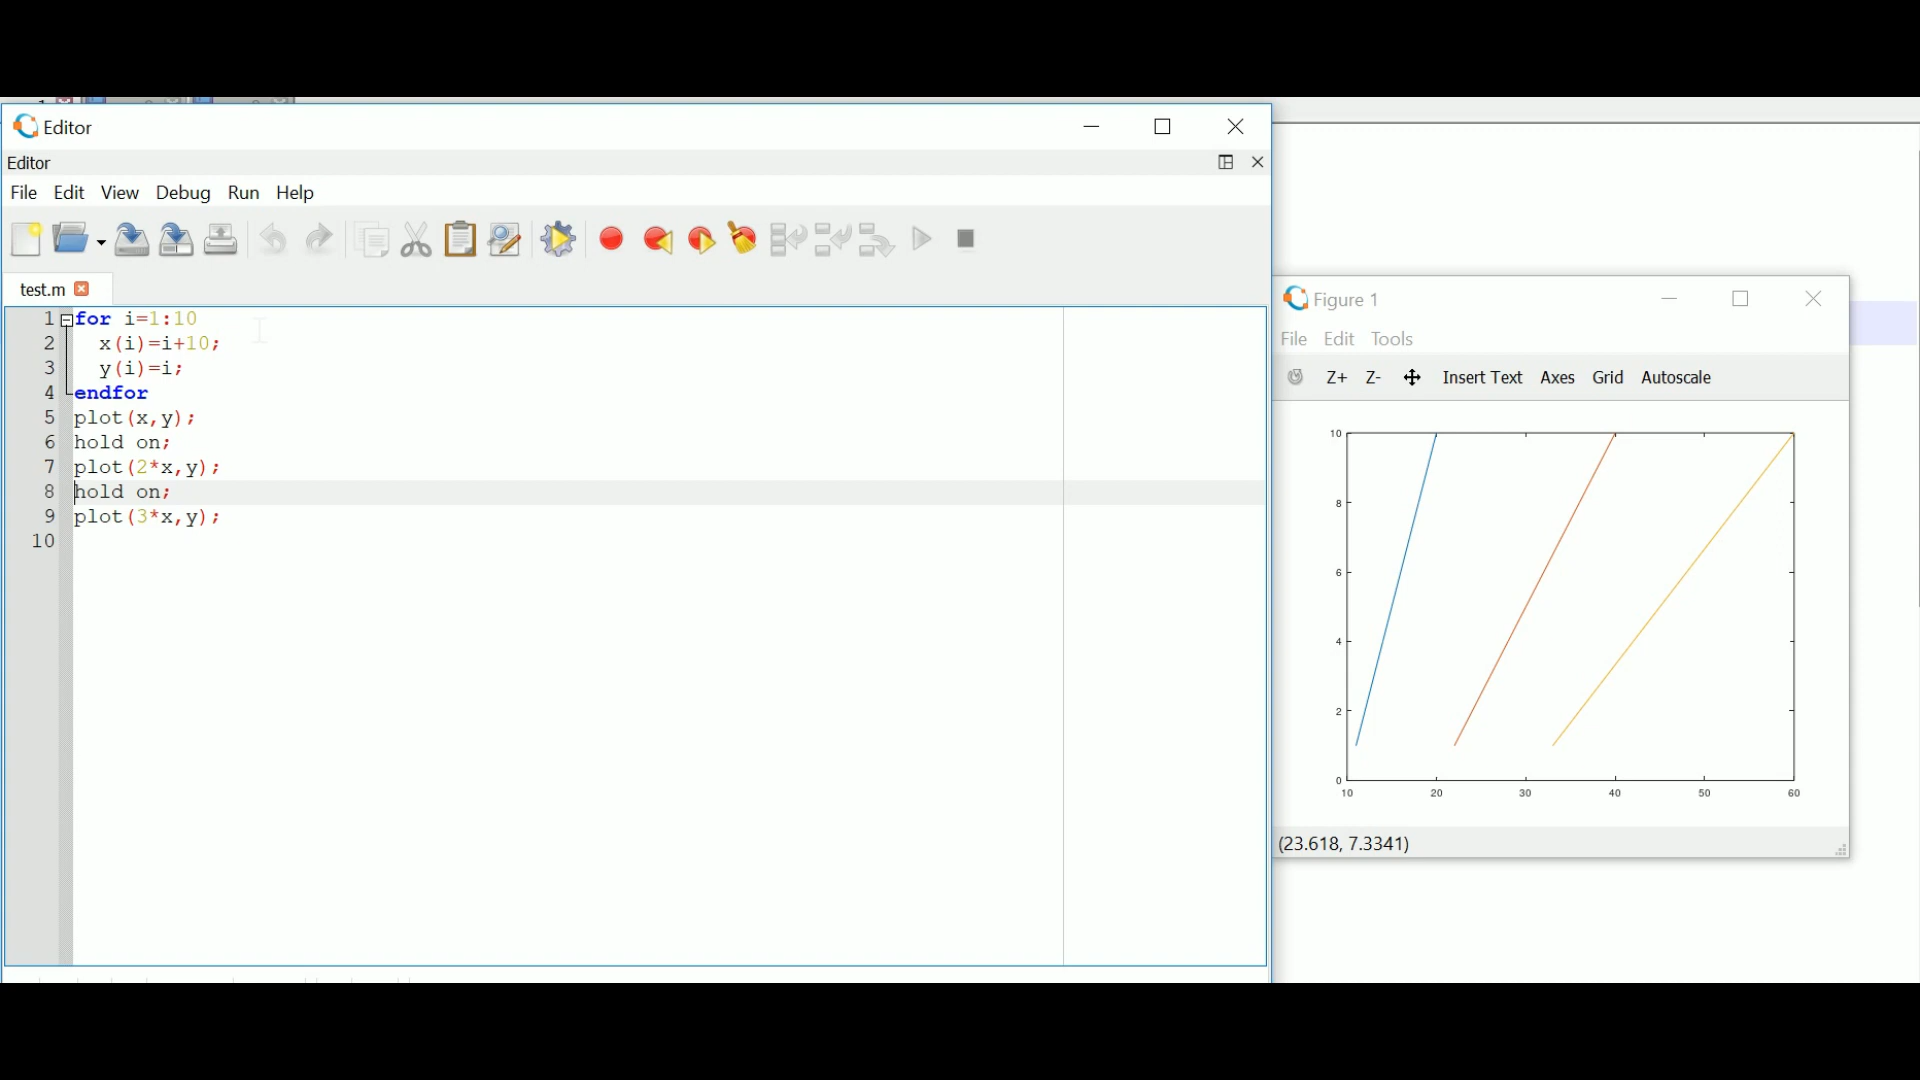 Editor
Editor
File Edit View Debug Run Help
test.m
1 for i=1:10
2 x(i)=i+10;
3 y(i)=i;
4 endfor
5 plot(x,y);
6 hold on;
7 plot(2*x,y);
8 hold on;
9 plot(3*x,y);
10
Figure 1
File Edit Tools
Z+ Z- Insert Text Axes Grid Autoscale
10
8
6
4
2
0
10 20 30 40 50 60
(23.618, 7.3341)